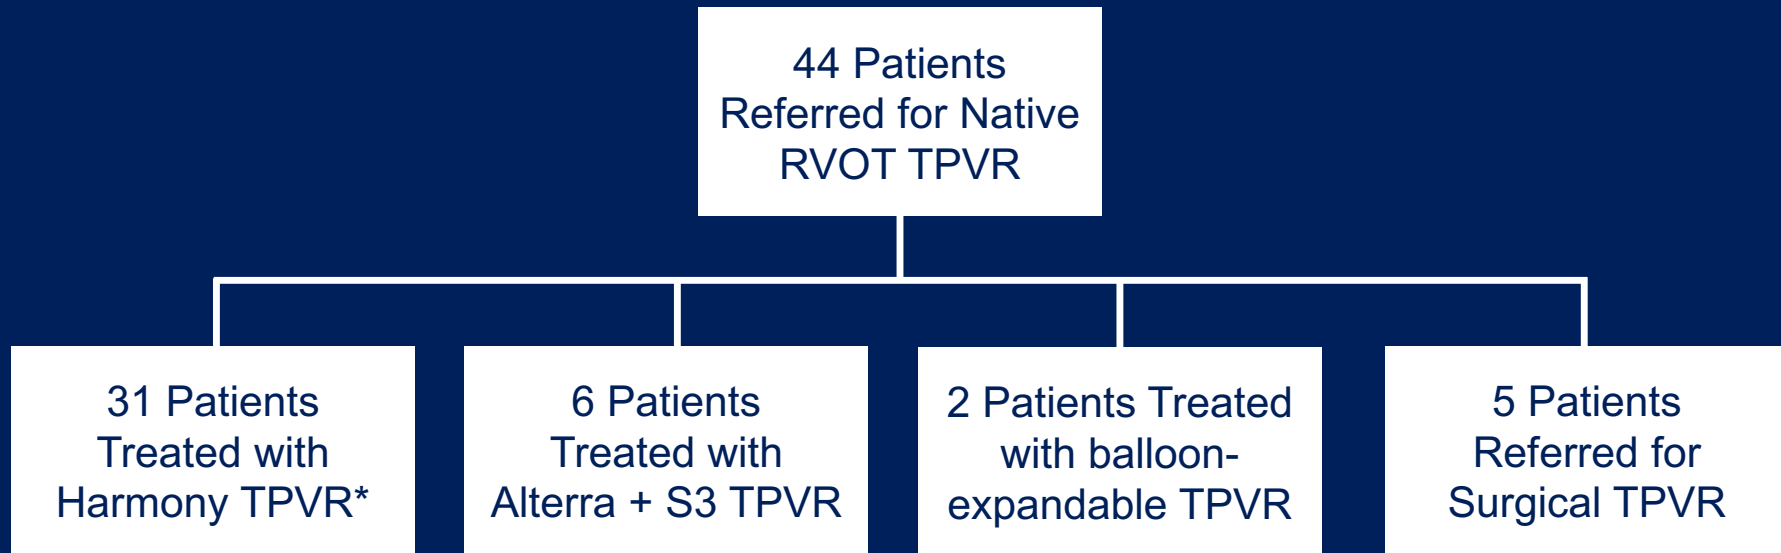 44 Patients
Referred for Native
RVOT TPVR
31 Patients
Treated with
Harmony TPVR*
6 Patients
Treated with
Alterra + S3 TPVR
2 Patients Treated
with balloon-
expandable TPVR
5 Patients
Referred for
Surgical TPVR